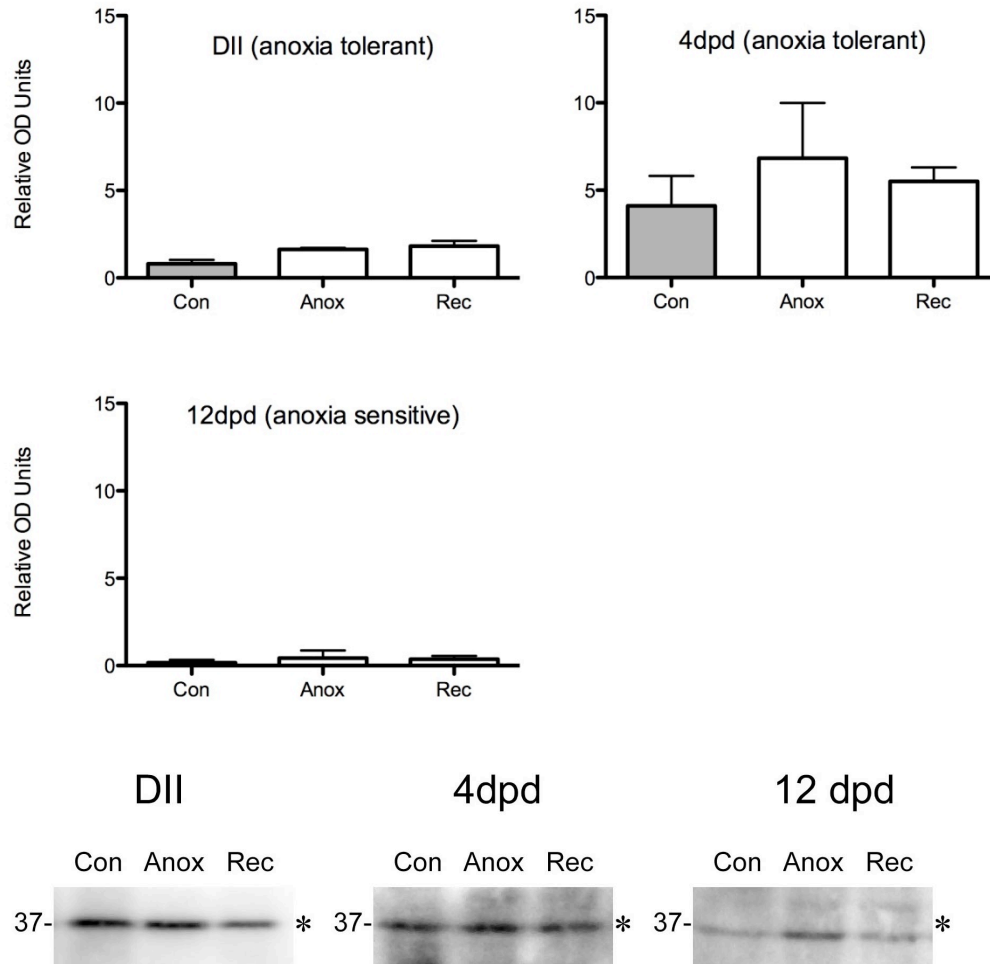 DII (anoxia tolerant)
Relative OD Units
15
10
5
0
Con Anox Rec
4dpd (anoxia tolerant)
15
10
5
0
Con Anox Rec
12dpd (anoxia sensitive)
Relative OD Units
15
10
5
0
Con Anox Rec
DII 4dpd 12 dpd
Con Anox Rec Con Anox Rec Con Anox Rec
37- * 37- * 37- *